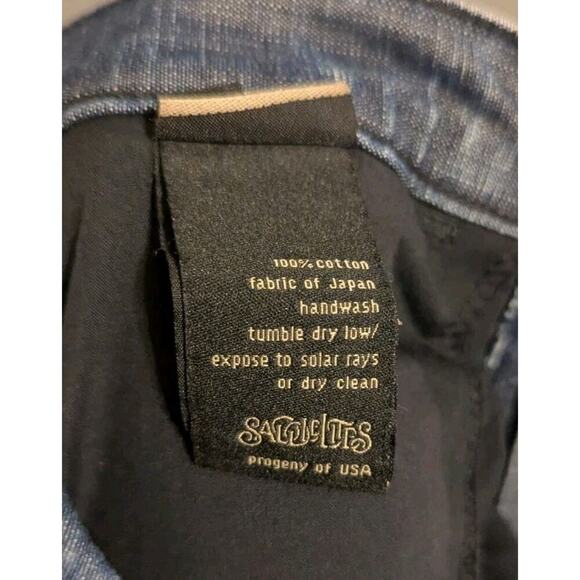 100% cotton
fabric of Japan
handwash
tumble dry low/
expose to solar rays
or dry clean
SADDLELITES
progeny of USA